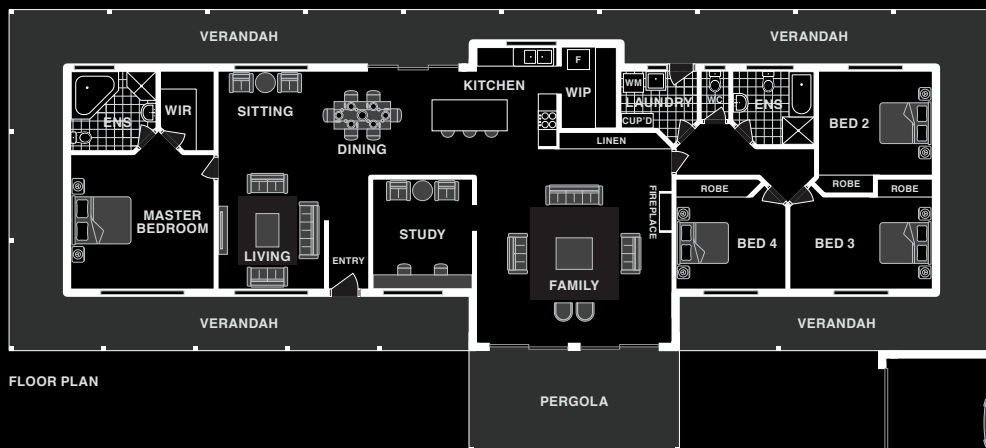 VERANDAH
VERANDAH
ENS
WIR
SITTING
DINING
KITCHEN
F
WIP
WM
LAUNDRY
CUP'D
WC
ENS
BED 2
LINEN
ROBE
ROBE
ROBE
MASTER
BEDROOM
LIVING
ENTRY
STUDY
FAMILY
FIREPLACE
BED 4
BED 3
VERANDAH
VERANDAH
FLOOR PLAN
PERGOLA